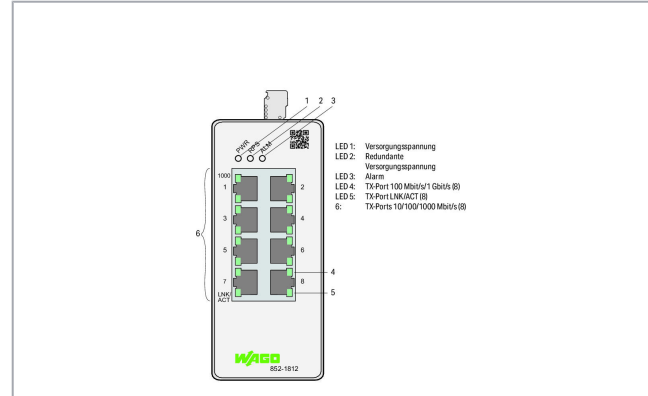 1 2 3
PWR RPS ALM
1000
1 2
3 4
6
5 6
4
7 8
LNK/
ACT
5
WAGO
852-1812
LED 1: Versorgungsspannung
LED 2: Redundante
Versorgungsspannung
LED 3: Alarm
LED 4: TX-Port 100 Mbit/s/1 Gbit/s (8)
LED 5: TX-Port LNK/ACT (8)
6: TX-Ports 10/100/1000 Mbit/s (8)